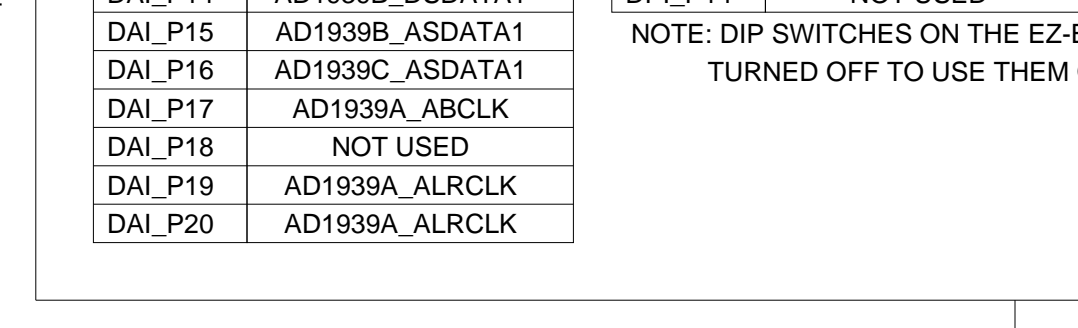 DAI_P15 AD1939B_ASDATA1
DAI_P16 AD1939C_ASDATA1
DAI_P17 AD1939A_ABCLK
DAI_P18 NOT USED
DAI_P19 AD1939A_ALRCLK
DAI_P20 AD1939A_ALRCLK
NOTE: DIP SWITCHES ON THE EZ-
TURNED OFF TO USE THEM